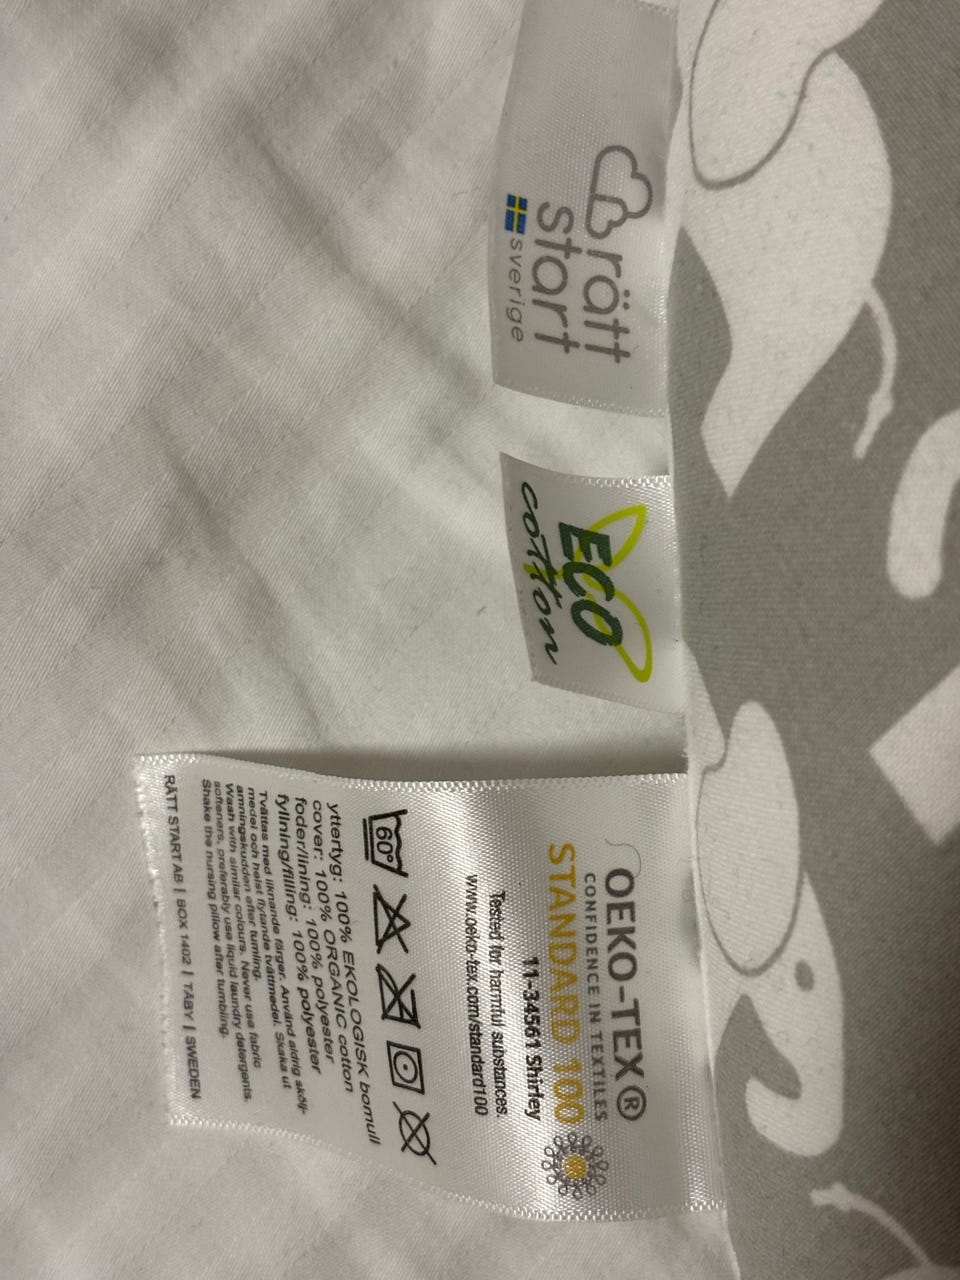 rätt
start
sverige
ECO
cotton
OEKO-TEX®
CONFIDENCE IN TEXTILES
STANDARD 100
11-34561 Shirley
Tested for harmful substances.
www.oeko-tex.com/standard100
60°
yttertyg: 100% EKOLOGISK bomull
cover: 100% ORGANIC cotton
foder/lining: 100% polyester
fyllning/filling: 100% polyester
Tvättas med liknande färger. Använd aldrig skölj-
medel och helst flytande tvättmedel. Skaka ut
amningskudden efter tumling.
Wash with similar colours. Never use fabric
softeners, preferably use liquid laundry detergents.
Shake the nursing pillow after tumbling.
RÄTT START AB | BOX 1402 | TÄBY | SWEDEN